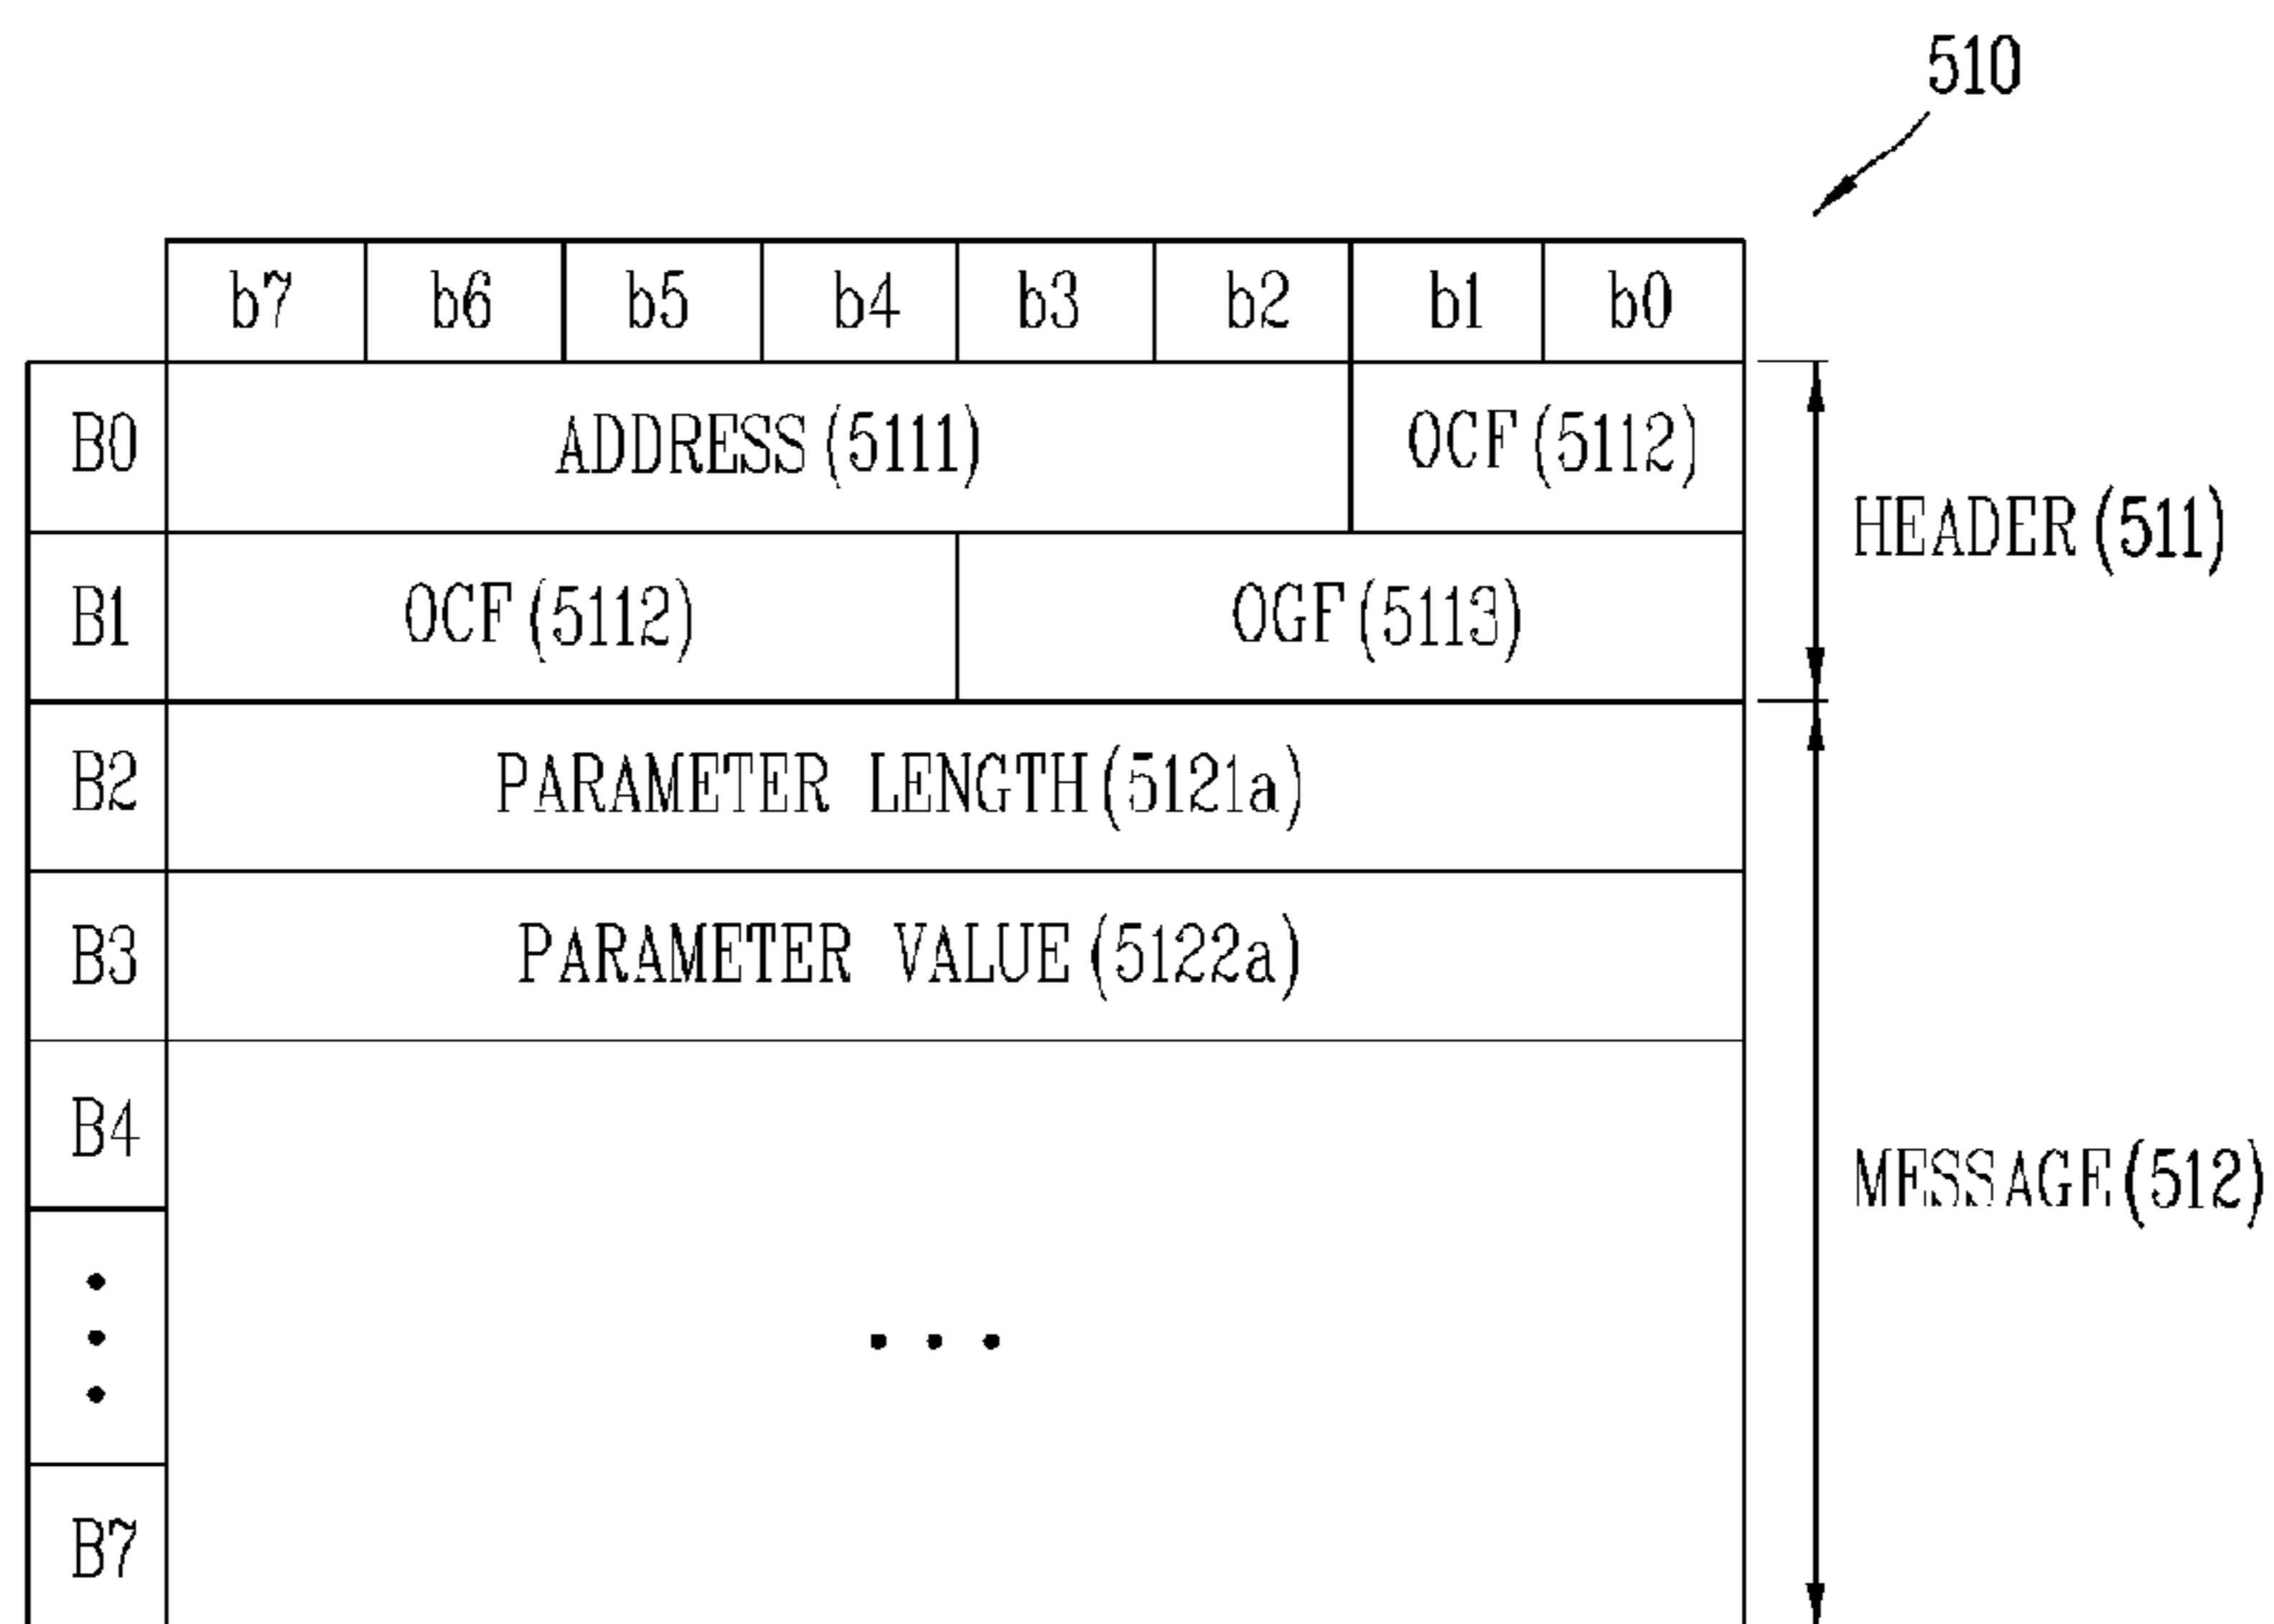 510
b7 b6 b5 b4 b3 b2 b1 b0
B0 ADDRESS(5111) OCF(5112)
HEADER(511)
B1 OCF(5112) OGF(5113)
B2 PARAMETER LENGTH(5121a)
B3 PARAMETER VALUE(5122a)
B4
MESSAGE(512)
...
B7